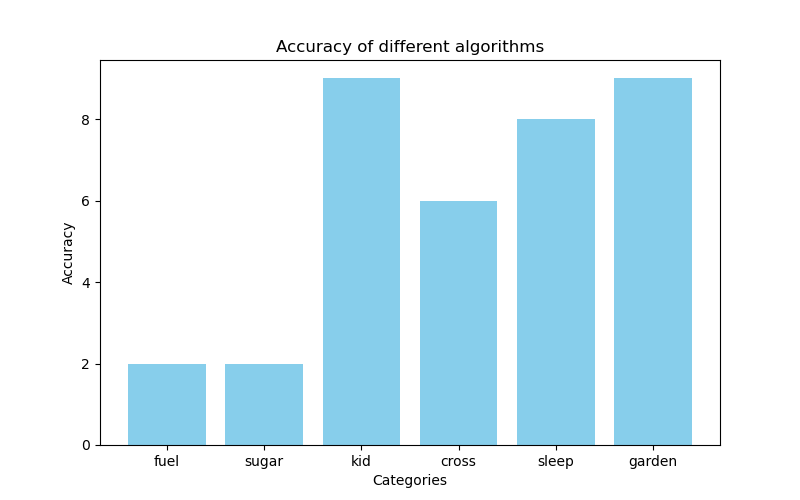 Accuracy of different algorithms
Accuracy
8
6
4
2
0
fuel sugar kid cross sleep garden
Categories